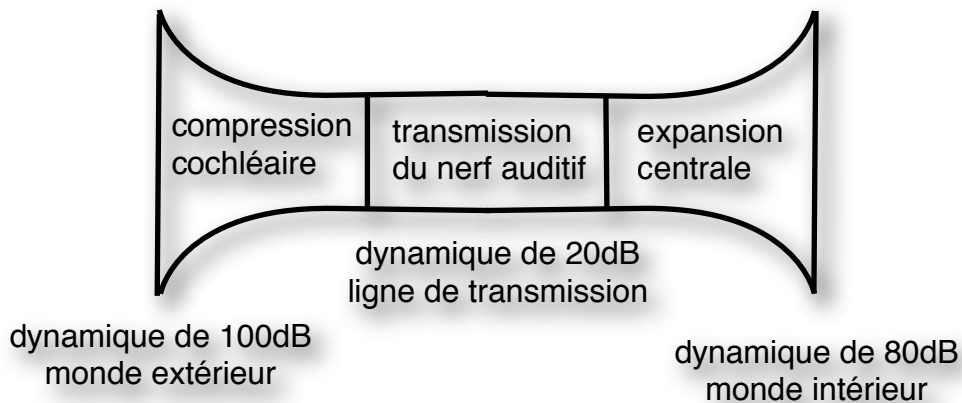 compression
cochléaire
transmission
du nerf auditif
expansion
centrale
dynamique de 20dB
ligne de transmission
dynamique de 100dB
monde extérieur
dynamique de 80dB
monde intérieur